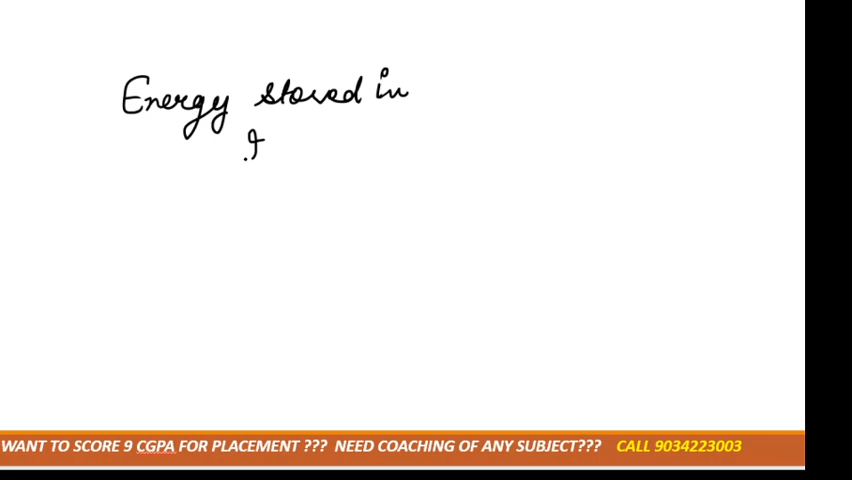 Energy stored in
I
WANT TO SCORE 9 CGPA FOR PLACEMENT ??? NEED COACHING OF ANY SUBJECT??? CALL 9034223003